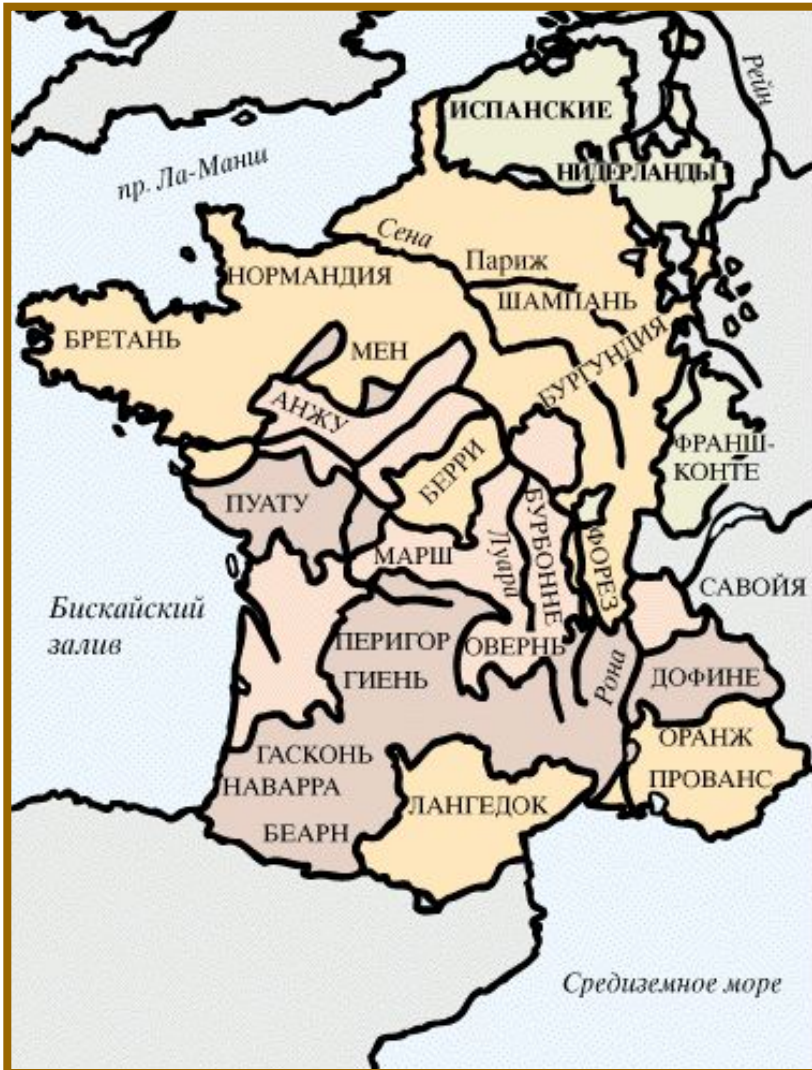 Рейн
ИСПАНСКИЕ
НИДЕРЛАНДЫ
пр. Ла-Манш
Сена
Париж
НОРМАНДИЯ
ШАМПАНЬ
БРЕТАНЬ
МЕН
БУРГУНДИЯ
АНЖУ
ФРАНШ-
КОНТЕ
БЕРРИ
ПУАТУ
БУРБОННЕ
Луари
МАРШ
ФОРЕЗ
САВОЙЯ
Бискайский
залив
ПЕРИГОР
ОВЕРНЬ
ГИЕНЬ
Рона
ДОФИНЕ
ОРАНЖ
ГАСКОНЬ
ПРОВАНС
НАВАРРА
ЛАНГЕДОК
БЕАРН
Средиземное море